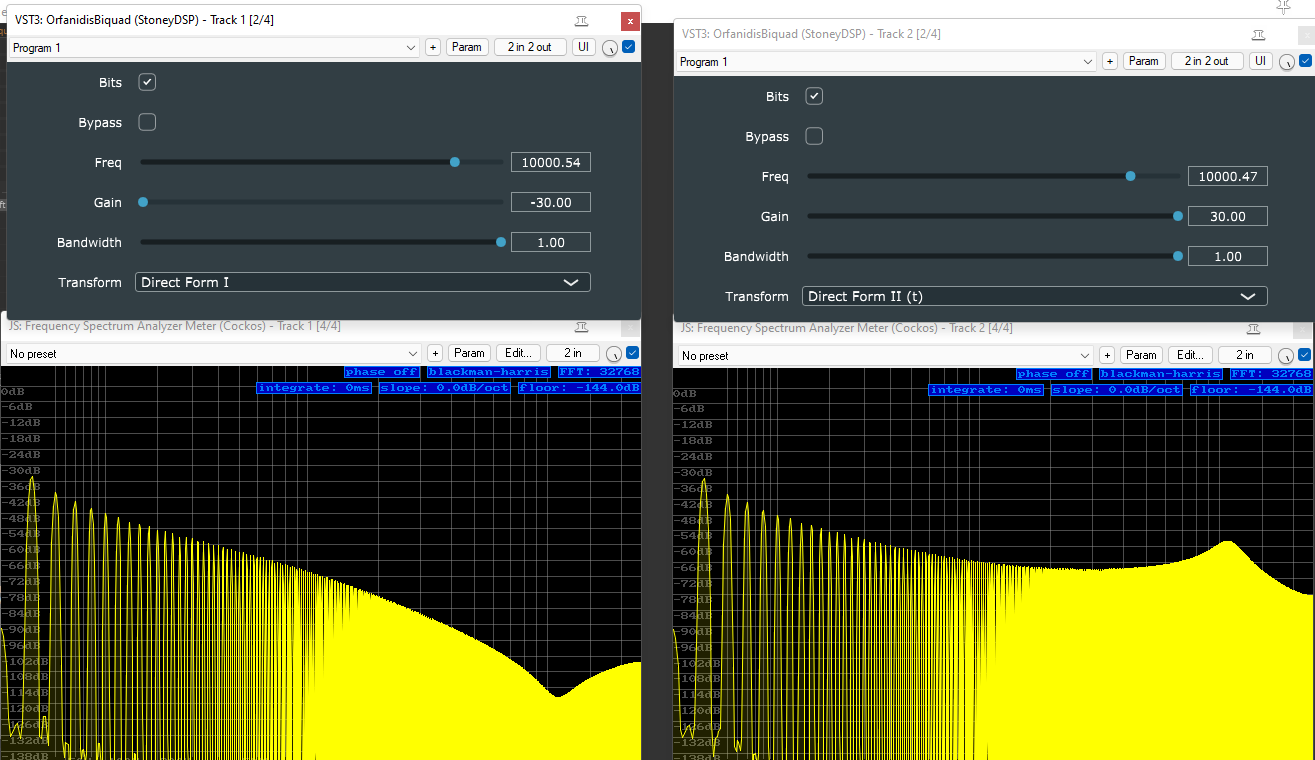 VST3: OrfanidisBiquad (StoneyDSP) - Track 1 [2/4]
x
Program 1
+
Param
2 in 2 out
UI
Bits
Bypass
Freq
10000.54
Gain
-30.00
Bandwidth
1.00
Transform
Direct Form I
JS: Frequency Spectrum Analyzer Meter (Cockos) - Track 1 [4/4]
No preset
+
Param
Edit...
2 in
phase off
blackman-harris
FFT: 32768
integrate: 0ms
slope: 0.0dB/oct
floor: -144.0dB
0dB
-6dB
-12dB
-18dB
-24dB
-30dB
-36dB
-42dB
-48dB
-54dB
-60dB
-66dB
-72dB
-78dB
-84dB
-90dB
-96dB
-102dB
-108dB
-114dB
-120dB
-126dB
-132dB
-138dB
VST3: OrfanidisBiquad (StoneyDSP) - Track 2 [2/4]
Program 1
+
Param
2 in 2 out
UI
Bits
Bypass
Freq
10000.47
Gain
30.00
Bandwidth
1.00
Transform
Direct Form II (t)
JS: Frequency Spectrum Analyzer Meter (Cockos) - Track 2 [4/4]
No preset
+
Param
Edit...
2 in
phase off
blackman-harris
FFT: 32768
integrate: 0ms
slope: 0.0dB/oct
floor: -144.0dB
0dB
-6dB
-12dB
-18dB
-24dB
-30dB
-36dB
-42dB
-48dB
-54dB
-60dB
-66dB
-72dB
-78dB
-84dB
-90dB
-96dB
-102dB
-108dB
-114dB
-120dB
-126dB
-132dB
-138dB